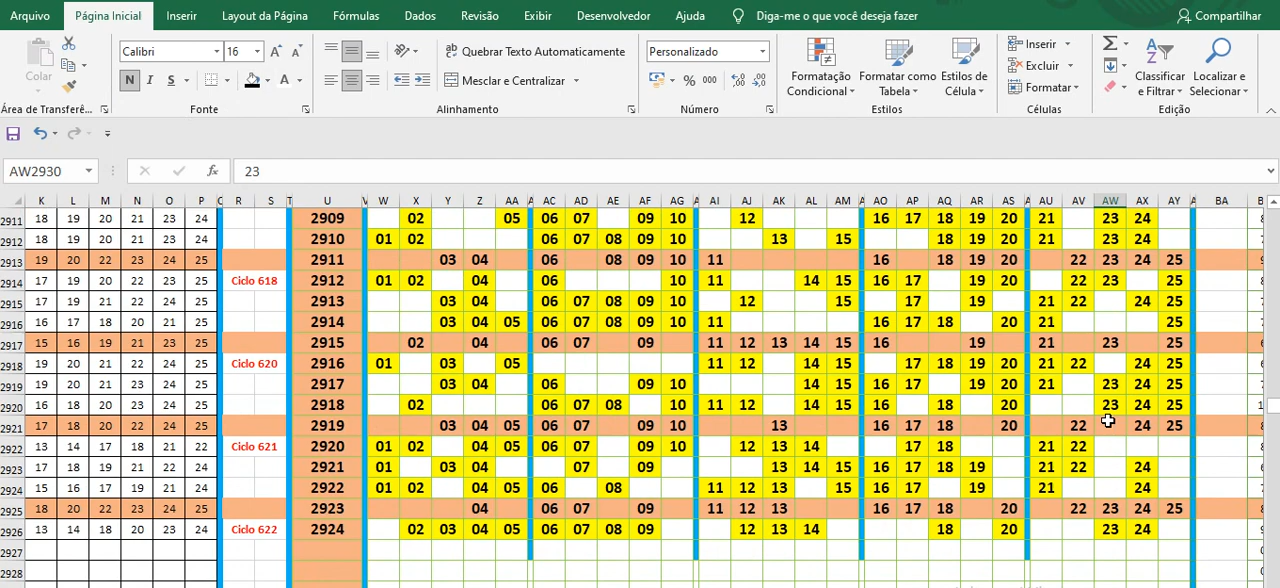 Arquivo Página Inicial Inserir Layout da Página Fórmulas Dados Revisão Exibir Desenvolvedor Ajuda Diga-me o que você deseja fazer Compartilhar
Colar Calibri 16 Quebrar Texto Automaticamente Personalizado Formatação Condicional Formatar como Tabela Estilos de Célula Inserir Classificar e Filtrar Localizar e Selecionar
N I S A Mesclar e Centralizar % 000 Excluir
Formatar
Área de Transferê... Fonte Alinhamento Número Estilos Células Edição
AW2930 fx 23
K L M N O P R S T U V W X Y Z AA A AC AD AE AF AG A AI AJ AK AL AM A AO AP AQ AR AS A AU AV AW AX AY A BA
2911 18 19 20 21 23 24 2909 02 05 06 07 09 10 12 16 17 18 19 20 21 23 24
2912 18 19 20 21 23 24 2910 01 02 06 07 08 09 10 13 15 18 19 20 21 23 24
2913 19 20 22 23 24 25 2911 03 04 06 08 09 10 11 16 18 19 20 22 23 24 25
2914 17 19 20 22 23 25 Ciclo 618 2912 01 02 04 06 10 11 14 15 16 17 19 20 22 23 25
2915 17 19 21 22 24 25 2913 03 04 06 07 08 09 10 12 15 17 19 21 22 24 25
2916 16 17 18 20 21 25 2914 03 04 05 06 07 08 09 10 11 16 17 18 20 21 25
2917 15 16 19 21 23 25 2915 02 04 06 07 09 11 12 13 14 15 16 19 21 23 25
2918 19 20 21 22 24 25 Ciclo 620 2916 01 03 05 11 12 14 15 17 18 19 20 21 22 24 25
2919 19 20 21 23 24 25 2917 03 04 06 09 10 14 15 16 17 19 20 21 23 24 25
2920 16 18 20 23 24 25 2918 02 06 07 08 10 11 12 14 15 16 18 20 23 24 25
2921 17 18 20 22 24 25 2919 03 04 05 06 07 09 10 13 16 17 18 20 22 24 25
2922 13 14 17 18 21 22 Ciclo 621 2920 01 02 04 05 06 07 09 10 12 13 14 17 18 21 22
2923 17 18 19 21 22 24 2921 01 03 04 07 09 13 14 15 16 17 18 19 21 22 24
2924 15 16 17 19 21 24 2922 01 02 04 05 06 08 11 12 13 15 16 17 19 21 24
2925 18 20 22 23 24 25 2923 04 06 07 09 11 12 13 16 17 18 20 22 23 24 25
2926 13 14 18 20 23 24 Ciclo 622 2924 02 03 04 05 06 07 08 09 12 13 14 18 20 23 24
2927
2928